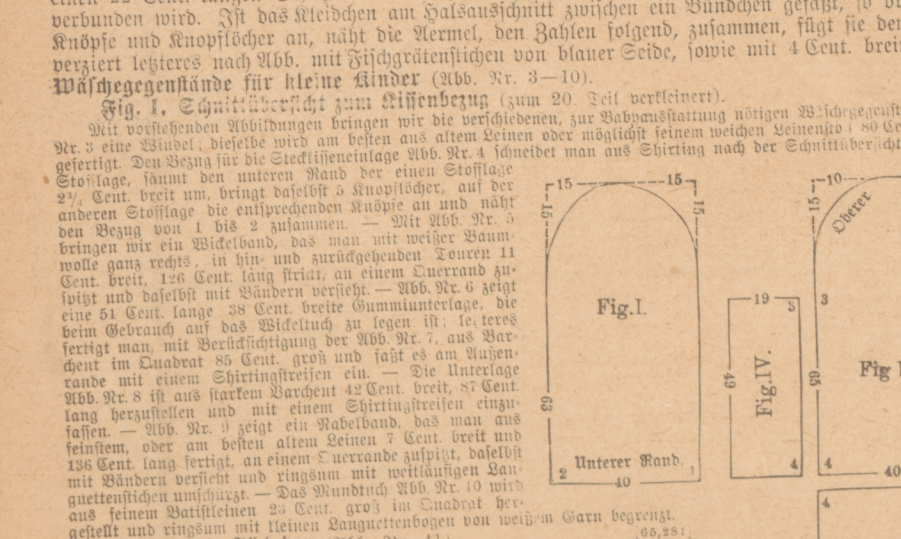 verbunden wird. Ist das Kleidchen am Halsausschnitt zwischen ein Bündchen gefaßt, so
Knöpfe und Knopflöcher an, näht die Aermel, den Zahlen folgend, zusammen, fügt sie
verziert letzteres nach Abb. mit Fischgrätenstichen von blauer Seide, sowie mit 4 Cent. brei
Wäschegegenstände für kleine Kinder (Abb. Nr. 3—10).
Fig. I. Schnittübersicht zum Kissenbezug (zum 20. Teil verkleinert).
Mit vorstehenden Abbildungen bringen wir die verschiedenen, zur Babyausstattung nötigen
Nr. 3 eine Windel; dieselbe wird am besten aus altem Leinen oder möglichst feinem weichen 80
gefertigt. Den Bezug für die Steckkisseneinlage Abb. Nr. 4 schneidet man aus Shirting nach der
Stofflage, säumt den unteren Rand der einen Stofflage
2¾ Cent. breit um, bringt daselbst 5 Knopflöcher, auf der
anderen Stofflage die entsprechenden Knöpfe an und näht
den Bezug von 1 bis 2 zusammen. — Mit Abb. Nr. 5
bringen wir ein Wickelband, das man mit weißer Baum-
wolle ganz rechts, in hin- und zurückgehenden Touren 11
Cent. breit, 126 Cent. lang strickt, an einem Querrand zu-
spitzt und daselbst mit Bändern versieht. — Abb. Nr. 6 zeigt
eine 51 Cent. lange 38 Cent. breite Gummiunterlage, die
beim Gebrauch auf das Wickeltuch zu legen ist; letzteres
fertigt man, mit Berücksichtigung der Abb. Nr. 7, aus Bar-
chent im Quadrat 85 Cent. groß und faßt es am Außen-
rande mit einem Shirtingstreifen ein. — Die Unterlage
Abb. Nr. 8 ist aus starkem Barchent 42 Cent. breit, 87 Cent.
lang herzustellen und mit einem Shirtingstreifen einzu-
fassen. — Abb. Nr. 9 zeigt ein Nabelband, das man aus
feinstem, oder am besten altem Leinen 7 Cent. breit und
136 Cent. lang fertigt, an einem Querrande zuspitzt, daselbst
mit Bändern versieht und ringsum mit weitläufigen Lan-
guettenstichen umschürzt. — Das Mundtuch Abb. Nr. 10 wird
aus feinem Batistleinen 23 Cent. groß im Quadrat her-
gestellt und ringsum mit kleinen Languettenbogen von weißem Garn begrenzt.
[65,281]
15 15
15 15
Fig. I.
63
Unterer Rand.
2 1
40
19
3
49
Fig. IV.
4
10
15
Oberer
3
65
Fig
4
40
4